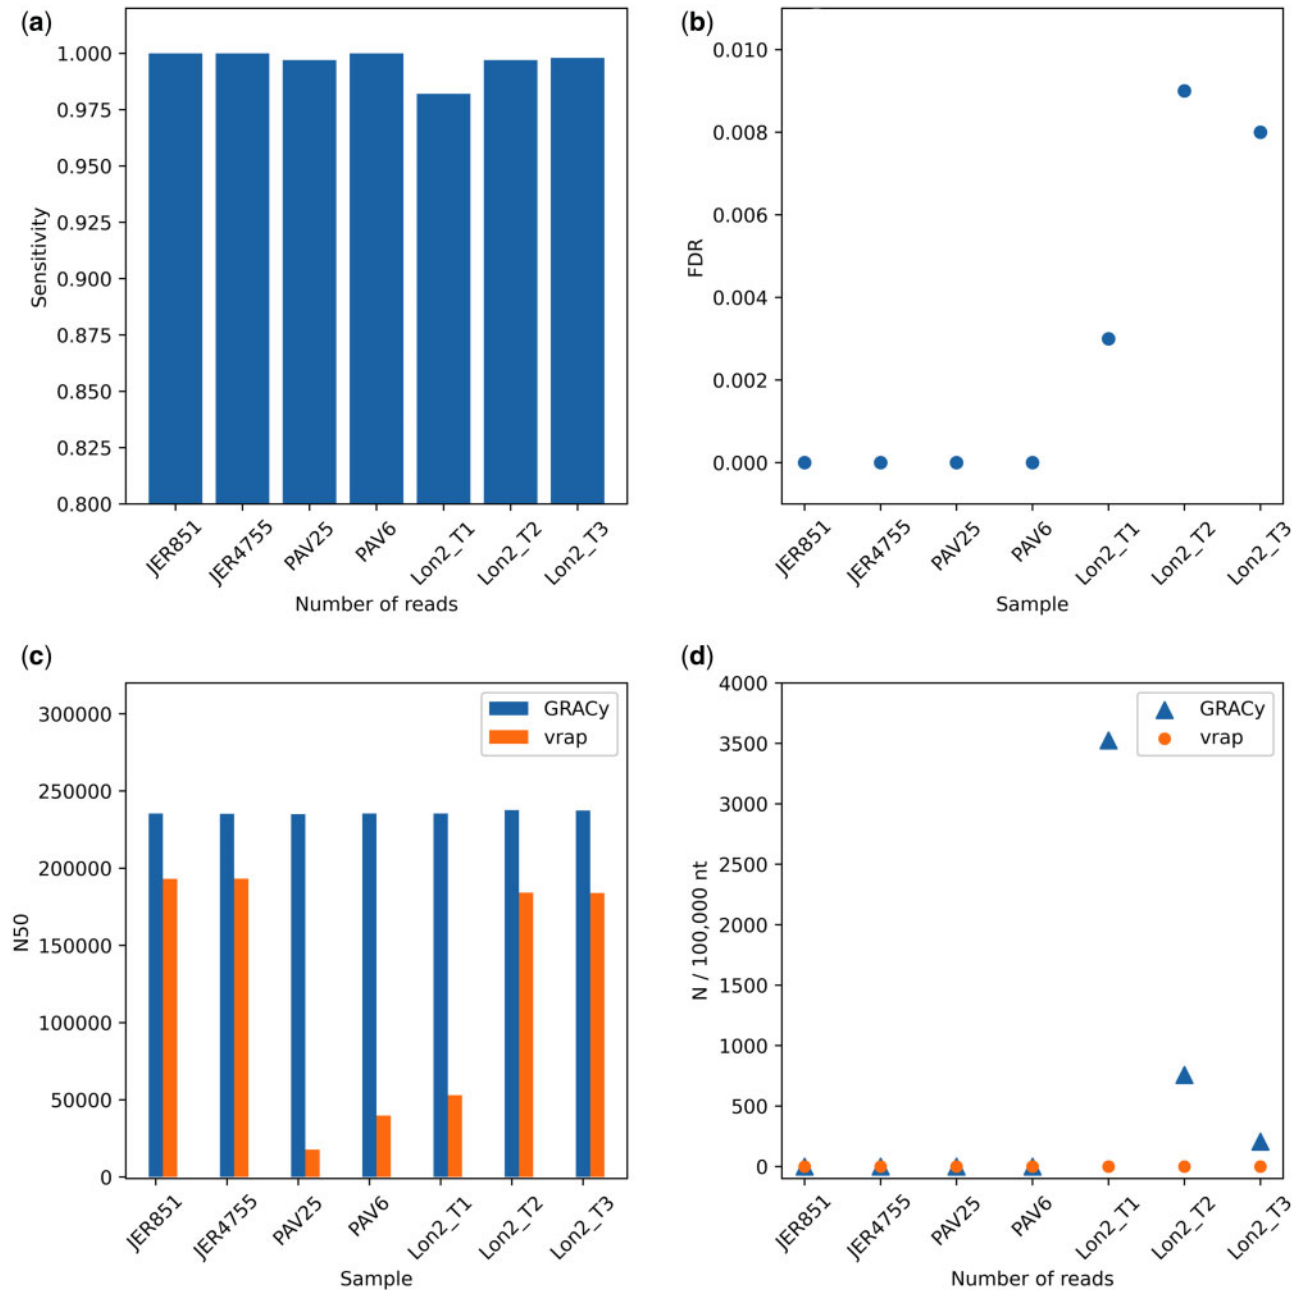 (a)
1.000
0.975
0.950
0.925
0.900
0.875
0.850
0.825
0.800
Sensitivity
JER851
JER4755
PAV25
PAV6
Lon2_T1
Lon2_T2
Lon2_T3
Number of reads
(b)
0.010
0.008
0.006
0.004
0.002
0.000
FDR
JER851
JER4755
PAV25
PAV6
Lon2_T1
Lon2_T2
Lon2_T3
Sample
(c)
300000
250000
200000
150000
100000
50000
0
N50
GRACy
vrap
JER851
JER4755
PAV25
PAV6
Lon2_T1
Lon2_T2
Lon2_T3
Sample
(d)
4000
3500
3000
2500
2000
1500
1000
500
0
N / 100,000 nt
GRACy
vrap
JER851
JER4755
PAV25
PAV6
Lon2_T1
Lon2_T2
Lon2_T3
Number of reads